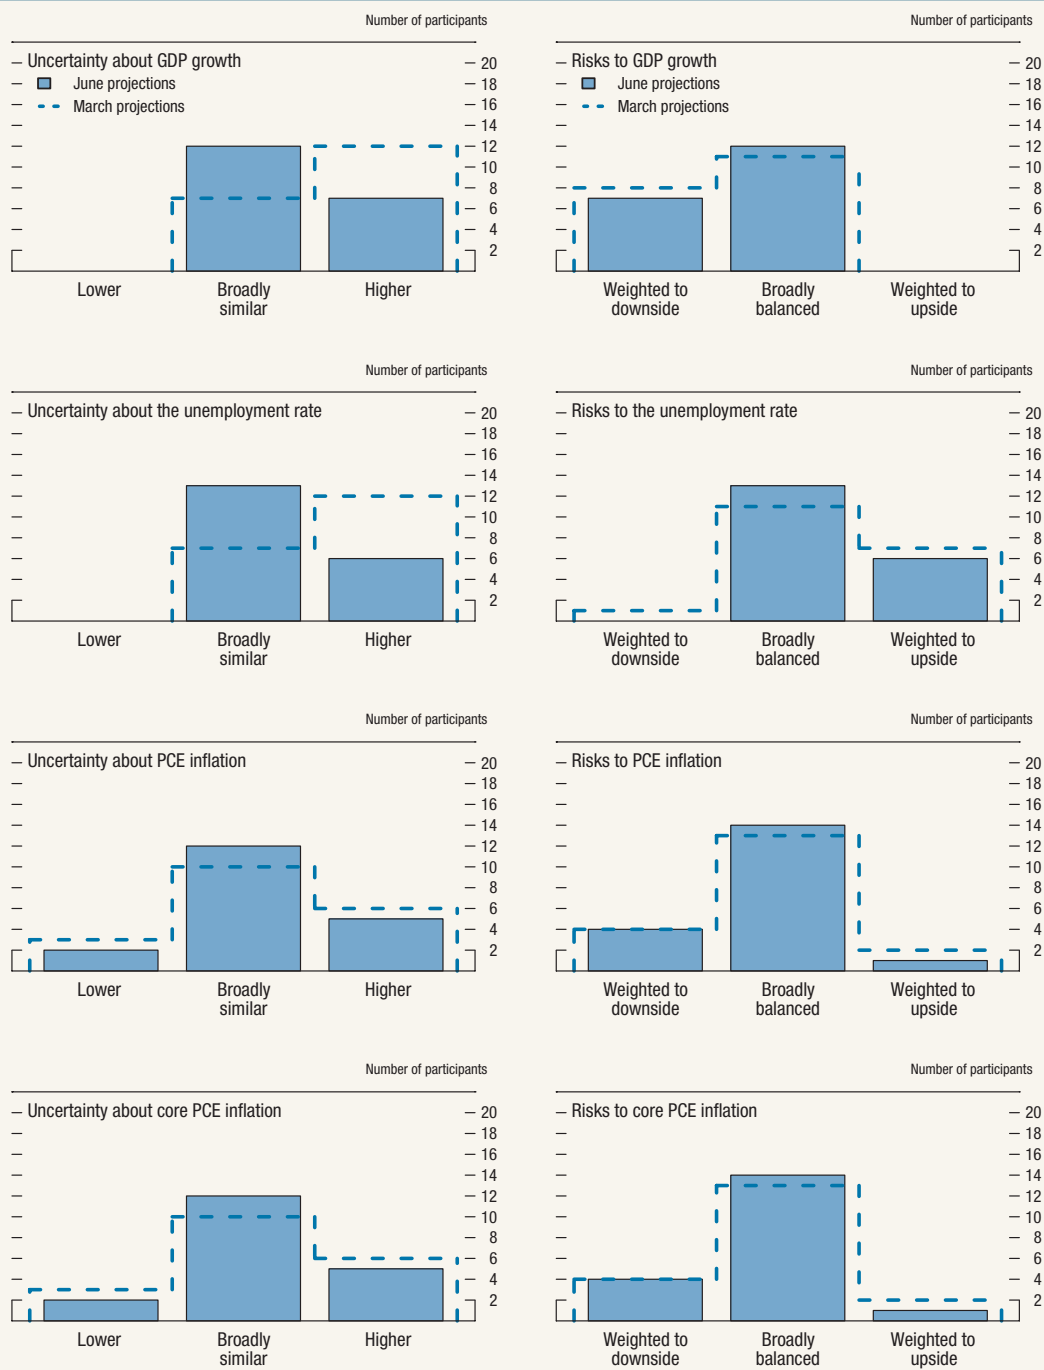 Number of participants
Uncertainty about GDP growth
June projections
March projections
20
18
16
14
12
10
8
6
4
2
Lower
Broadly
similar
Higher
Number of participants
Risks to GDP growth
June projections
March projections
20
18
16
14
12
10
8
6
4
2
Weighted to
downside
Broadly
balanced
Weighted to
upside
Number of participants
Uncertainty about the unemployment rate
20
18
16
14
12
10
8
6
4
2
Lower
Broadly
similar
Higher
Number of participants
Risks to the unemployment rate
20
18
16
14
12
10
8
6
4
2
Weighted to
downside
Broadly
balanced
Weighted to
upside
Number of participants
Uncertainty about PCE inflation
20
18
16
14
12
10
8
6
4
2
Lower
Broadly
similar
Higher
Number of participants
Risks to PCE inflation
20
18
16
14
12
10
8
6
4
2
Weighted to
downside
Broadly
balanced
Weighted to
upside
Number of participants
Uncertainty about core PCE inflation
20
18
16
14
12
10
8
6
4
2
Lower
Broadly
similar
Higher
Number of participants
Risks to core PCE inflation
20
18
16
14
12
10
8
6
4
2
Weighted to
downside
Broadly
balanced
Weighted to
upside